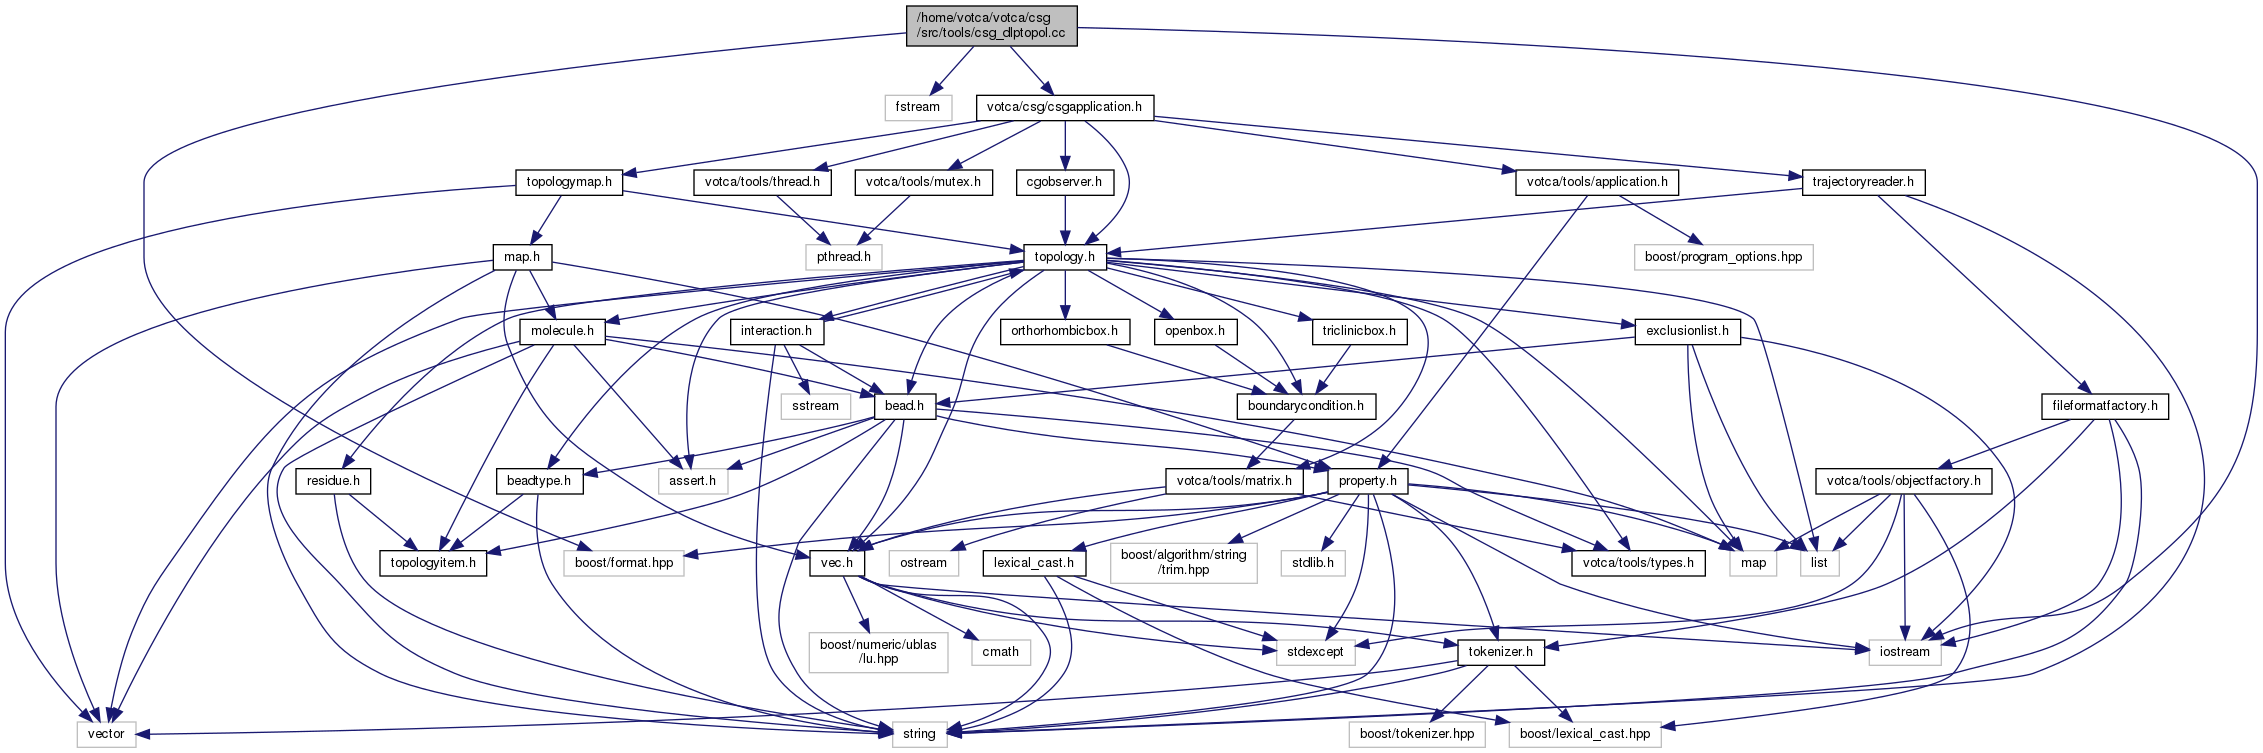 /home/votca/votca/csg
/src/tools/csg_dlptopol.cc
fstream
votca/csg/csgapplication.h
topologymap.h
votca/tools/thread.h
votca/tools/mutex.h
cgobserver.h
votca/tools/application.h
trajectoryreader.h
map.h
pthread.h
topology.h
boost/program_options.hpp
molecule.h
interaction.h
orthorhombicbox.h
openbox.h
triclinicbox.h
exclusionlist.h
sstream
bead.h
boundarycondition.h
fileformatfactory.h
residue.h
beadtype.h
assert.h
votca/tools/matrix.h
property.h
votca/tools/objectfactory.h
topologyitem.h
boost/format.hpp
vec.h
ostream
lexical_cast.h
boost/algorithm/string
/trim.hpp
stdlib.h
votca/tools/types.h
map
list
boost/numeric/ublas
/lu.hpp
cmath
stdexcept
tokenizer.h
iostream
vector
string
boost/tokenizer.hpp
boost/lexical_cast.hpp